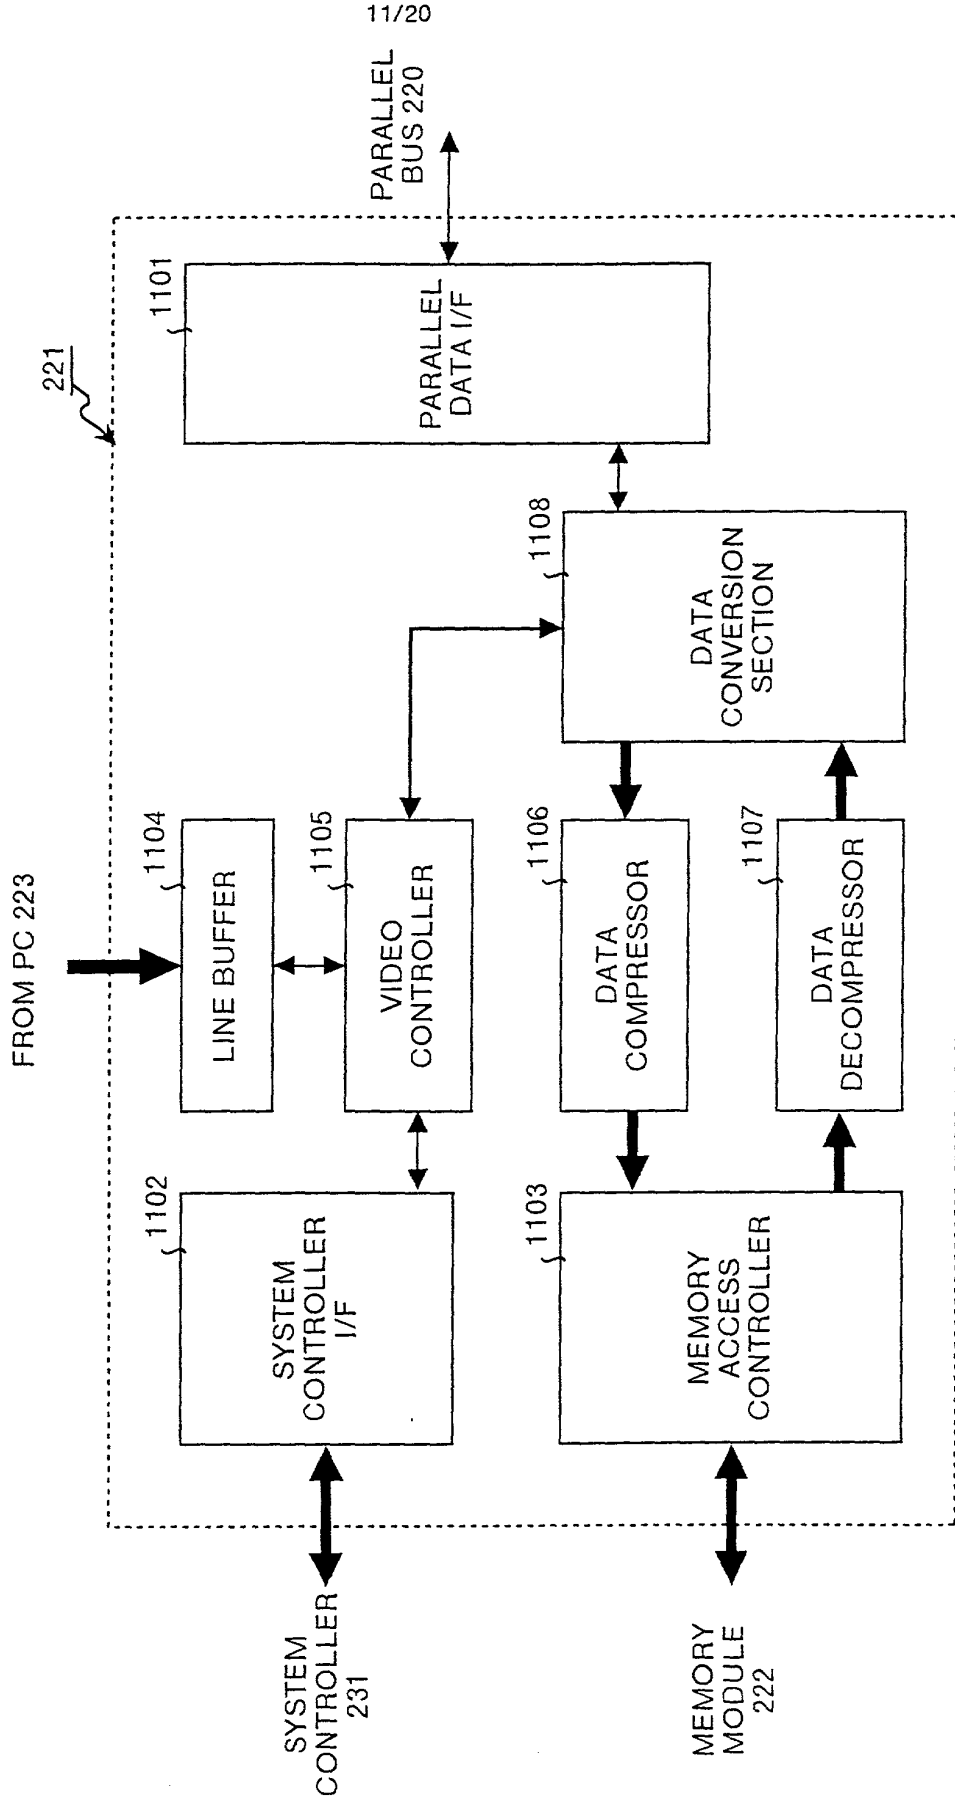 11/20
FROM PC 223
221
PARALLEL
BUS 220
1101
PARALLEL
DATA I/F
1104
LINE BUFFER
1105
VIDEO
CONTROLLER
1102
SYSTEM
CONTROLLER
I/F
SYSTEM
CONTROLLER
231
1108
DATA
CONVERSION
SECTION
1106
DATA
COMPRESSOR
1107
DATA
DECOMPRESSOR
1103
MEMORY
ACCESS
CONTROLLER
MEMORY
MODULE
222